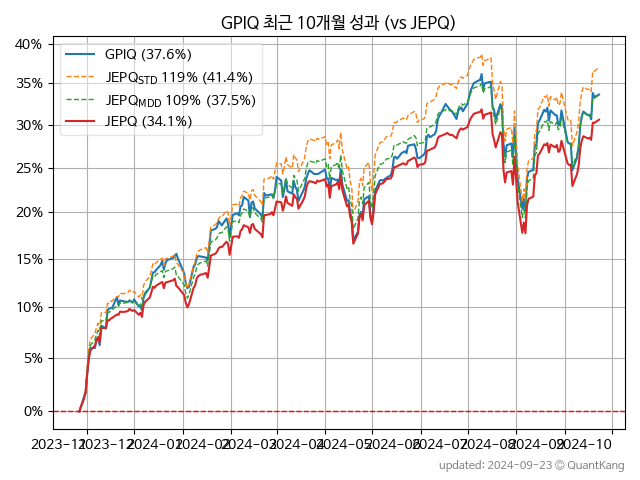 GPIQ 최근 10개월 성과 (vs JEPQ)
40%
35%
30%
25%
20%
15%
10%
5%
0%
GPIQ (37.6%)
JEPQSTD 119% (41.4%)
JEPQMDD 109% (37.5%)
JEPQ (34.1%)
2023-11 2023-12 2024-01 2024-02 2024-03 2024-04 2024-05 2024-06 2024-07 2024-08 2024-09 2024-10
updated: 2024-09-23 © QuantKang